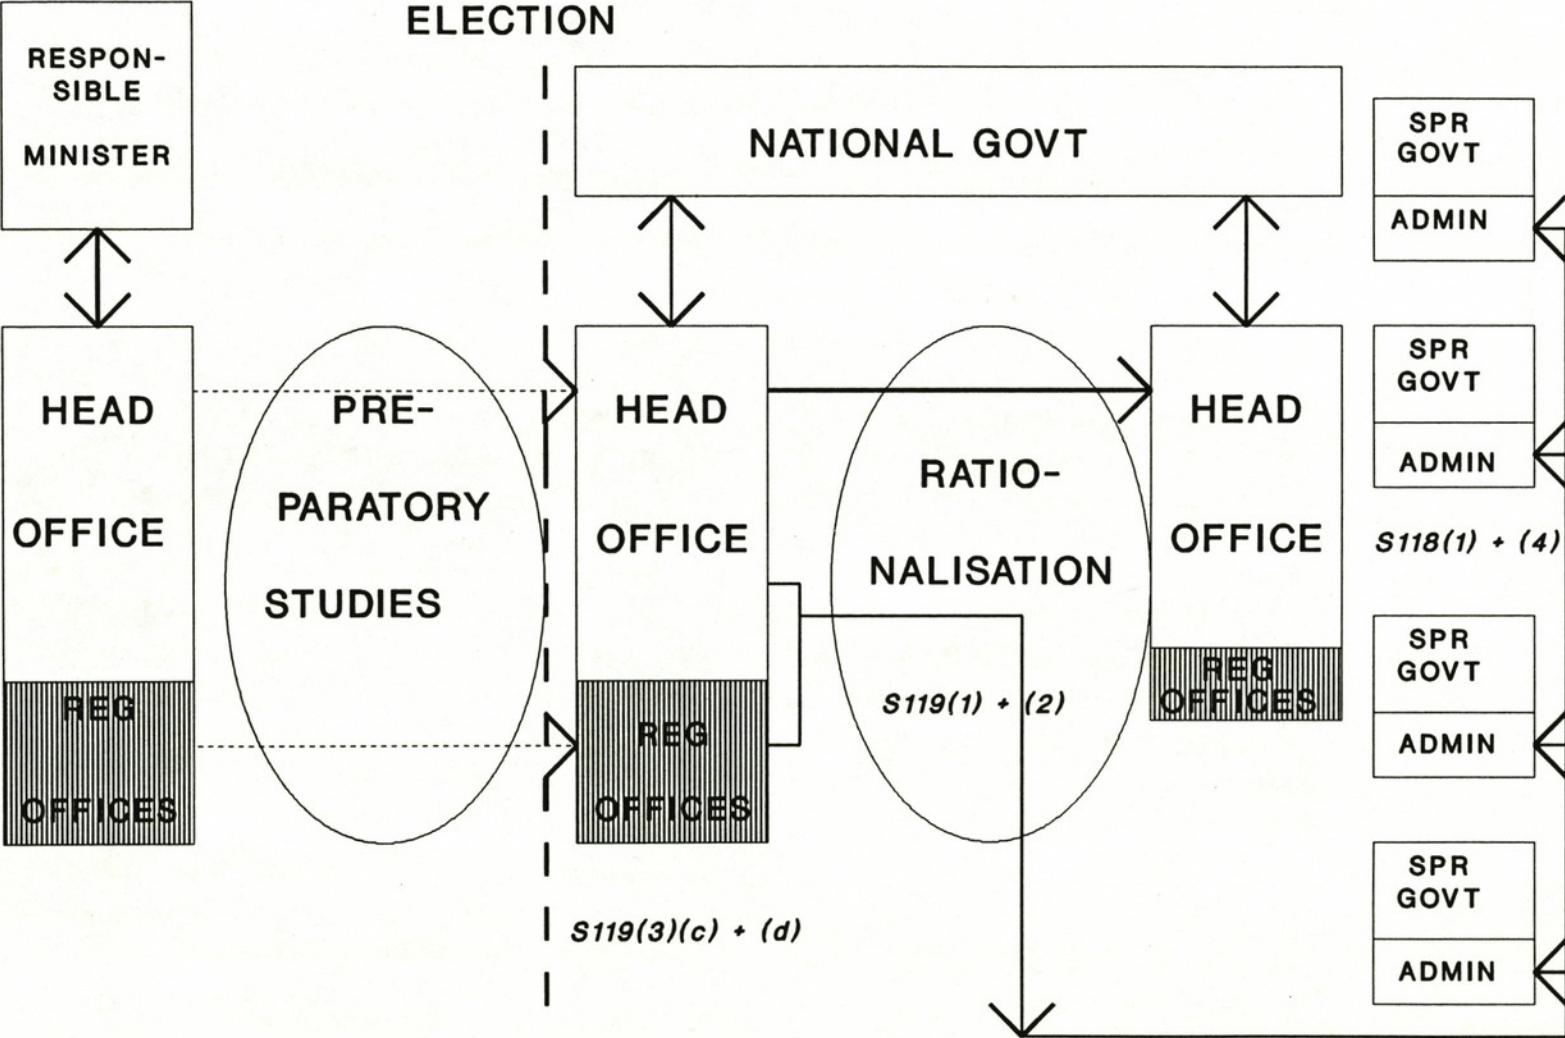 ELECTION
RESPON-
SIBLE
MINISTER
NATIONAL GOVT
SPR
GOVT
ADMIN
HEAD
OFFICE
REG
OFFICES
PRE-
PARATORY
STUDIES
HEAD
OFFICE
REG
OFFICES
S119(3)(c) + (d)
RATIO-
NALISATION
S119(1) + (2)
HEAD
OFFICE
REG
OFFICES
SPR
GOVT
ADMIN
S118(1) + (4)
SPR
GOVT
ADMIN
SPR
GOVT
ADMIN